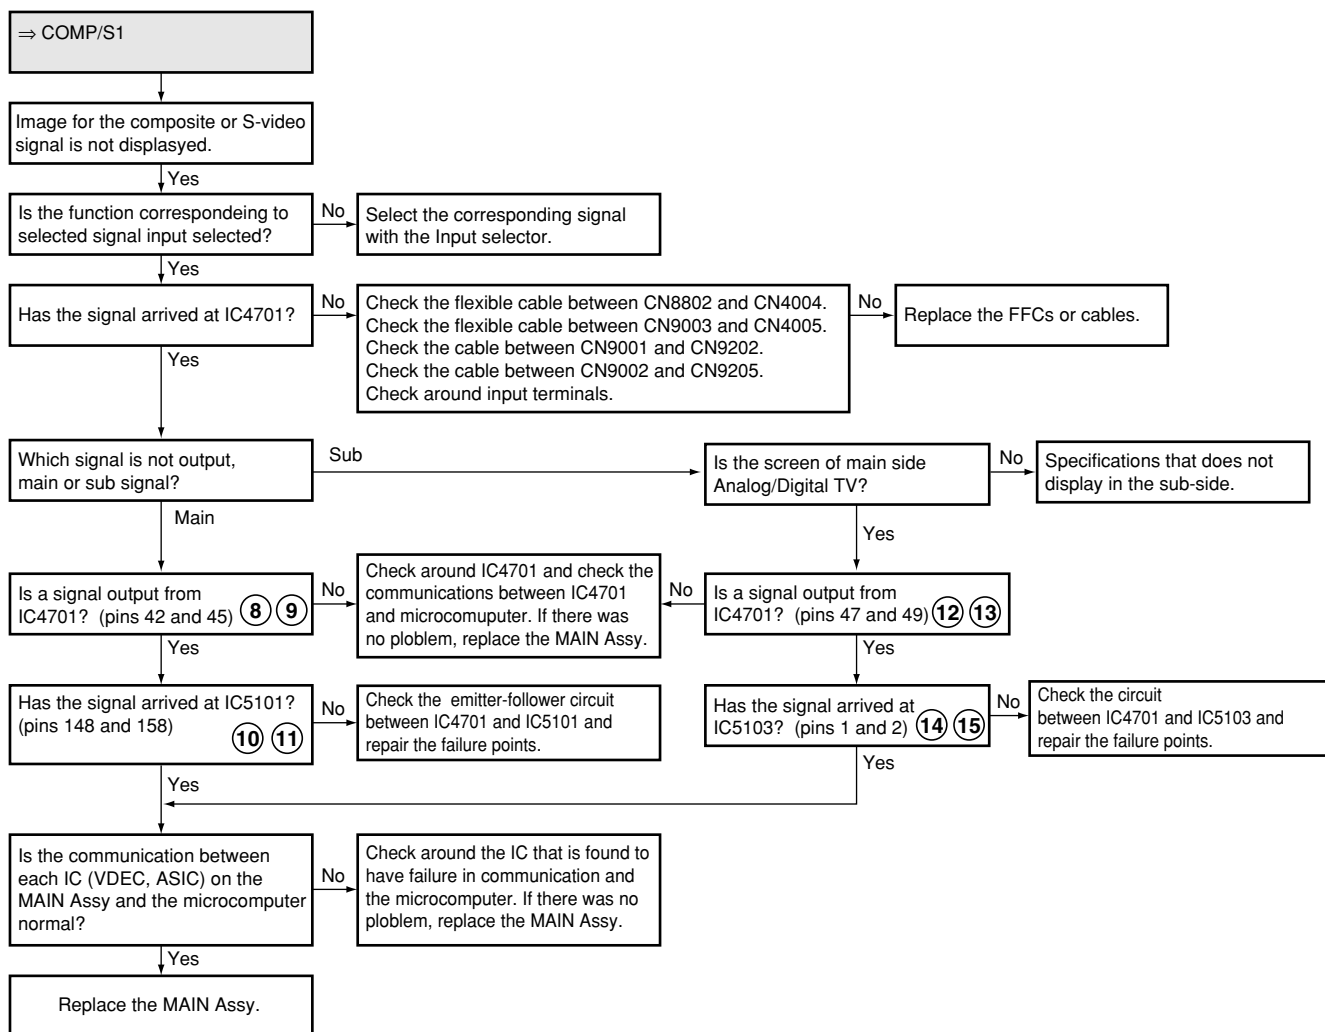 ⇒ COMP/S1
Image for the composite or S-video
signal is not displasyed.
Yes
Is the function correspondeing to
selected signal input selected?
No
Select the corresponding signal
with the Input selector.
Yes
Has the signal arrived at IC4701?
No
Check the flexible cable between CN8802 and CN4004.
Check the flexible cable between CN9003 and CN4005.
Check the cable between CN9001 and CN9202.
Check the cable between CN9002 and CN9205.
Check around input terminals.
No
Replace the FFCs or cables.
Yes
Which signal is not output,
main or sub signal?
Sub
Is the screen of main side
Analog/Digital TV?
No
Specifications that does not
display in the sub-side.
Main
Yes
Is a signal output from
IC4701? (pins 42 and 45) 8 9
No
Check around IC4701 and check the
communications between IC4701
and microcomuputer. If there was
no ploblem, replace the MAIN Assy.
No
Is a signal output from
IC4701? (pins 47 and 49) 12 13
Yes
Yes
Has the signal arrived at IC5101?
(pins 148 and 158)
10 11
No
Check the emitter-follower circuit
between IC4701 and IC5101 and
repair the failure points.
Has the signal arrived at
IC5103? (pins 1 and 2) 14 15
No
Check the circuit
between IC4701 and IC5103 and
repair the failure points.
Yes
Yes
Is the communication between
each IC (VDEC, ASIC) on the
MAIN Assy and the microcomputer
normal?
No
Check around the IC that is found to
have failure in communication and
the microcomputer. If there was no
ploblem, replace the MAIN Assy.
Yes
Replace the MAIN Assy.